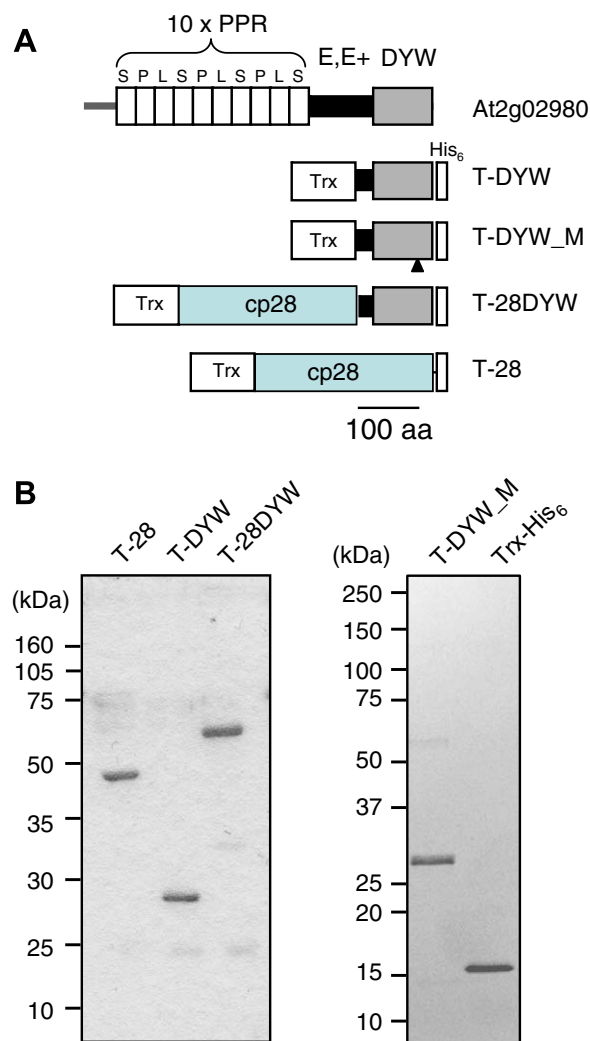 A
10 x PPR
E,E+ DYW
S P L S P L S P L S
At2g02980
His6
Trx
T-DYW
Trx
T-DYW_M
Trx cp28
T-28DYW
Trx cp28
T-28
100 aa
B
T-28
T-DYW
T-28DYW
(kDa)
160
105
75
50
35
30
25
10
T-DYW_M
Trx-His6
(kDa)
250
150
100
75
50
37
25
20
15
10